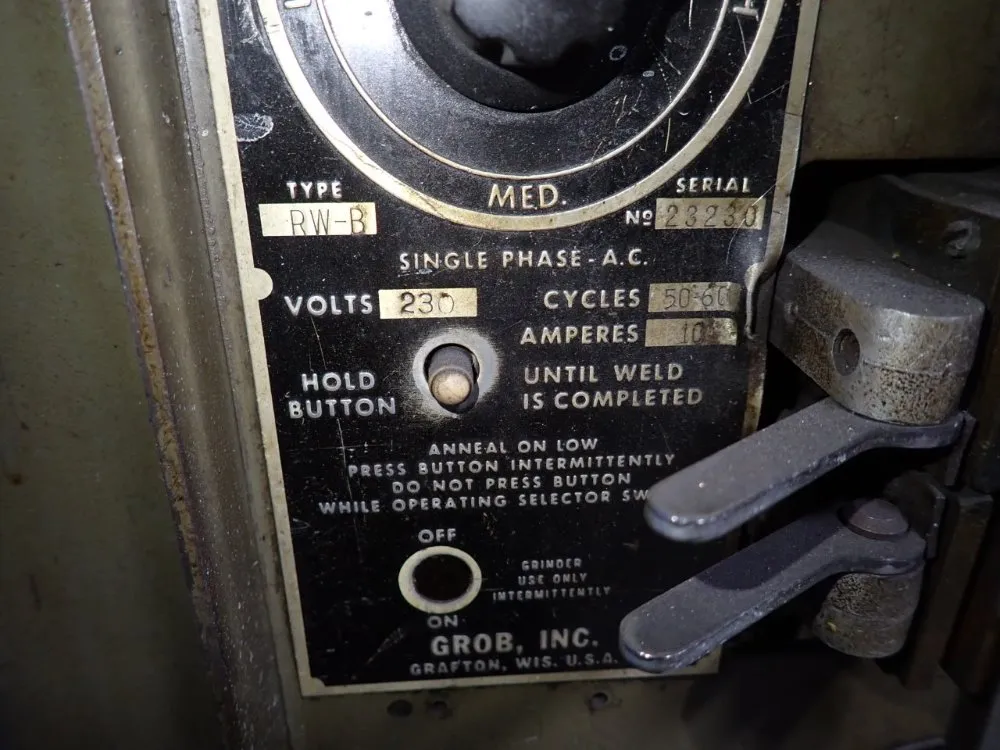 MED.
TYPE
RW-B
SERIAL
Nº 23230
SINGLE PHASE - A.C.
VOLTS 230
CYCLES 50-60
AMPERES 10
HOLD BUTTON
UNTIL WELD IS COMPLETED
ANNEAL ON LOW
PRESS BUTTON INTERMITTENTLY
DO NOT PRESS BUTTON
WHILE OPERATING SELECTOR
OFF
GRINDER
USE ONLY
INTERMITTENTLY
ON
GROB, INC.
GRAFTON, WIS. U.S.A.